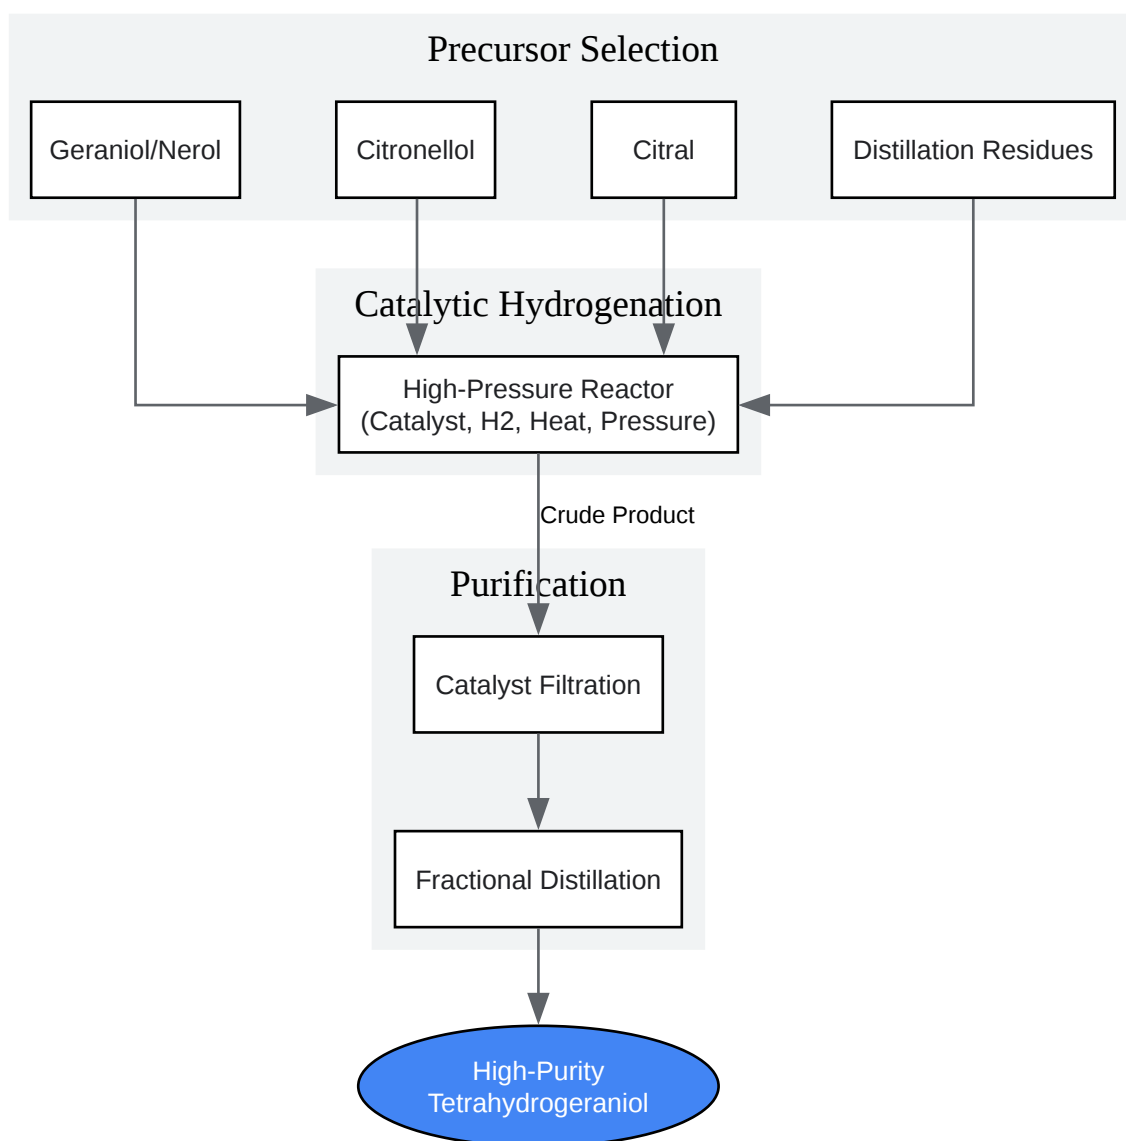 Precursor Selection
Geraniol/Nerol
Citronellol
Citral
Distillation Residues
Catalytic Hydrogenation
High-Pressure Reactor
(Catalyst, H2, Heat, Pressure)
Crude Product
Purification
Catalyst Filtration
Fractional Distillation
High-Purity
Tetrahydrogeraniol